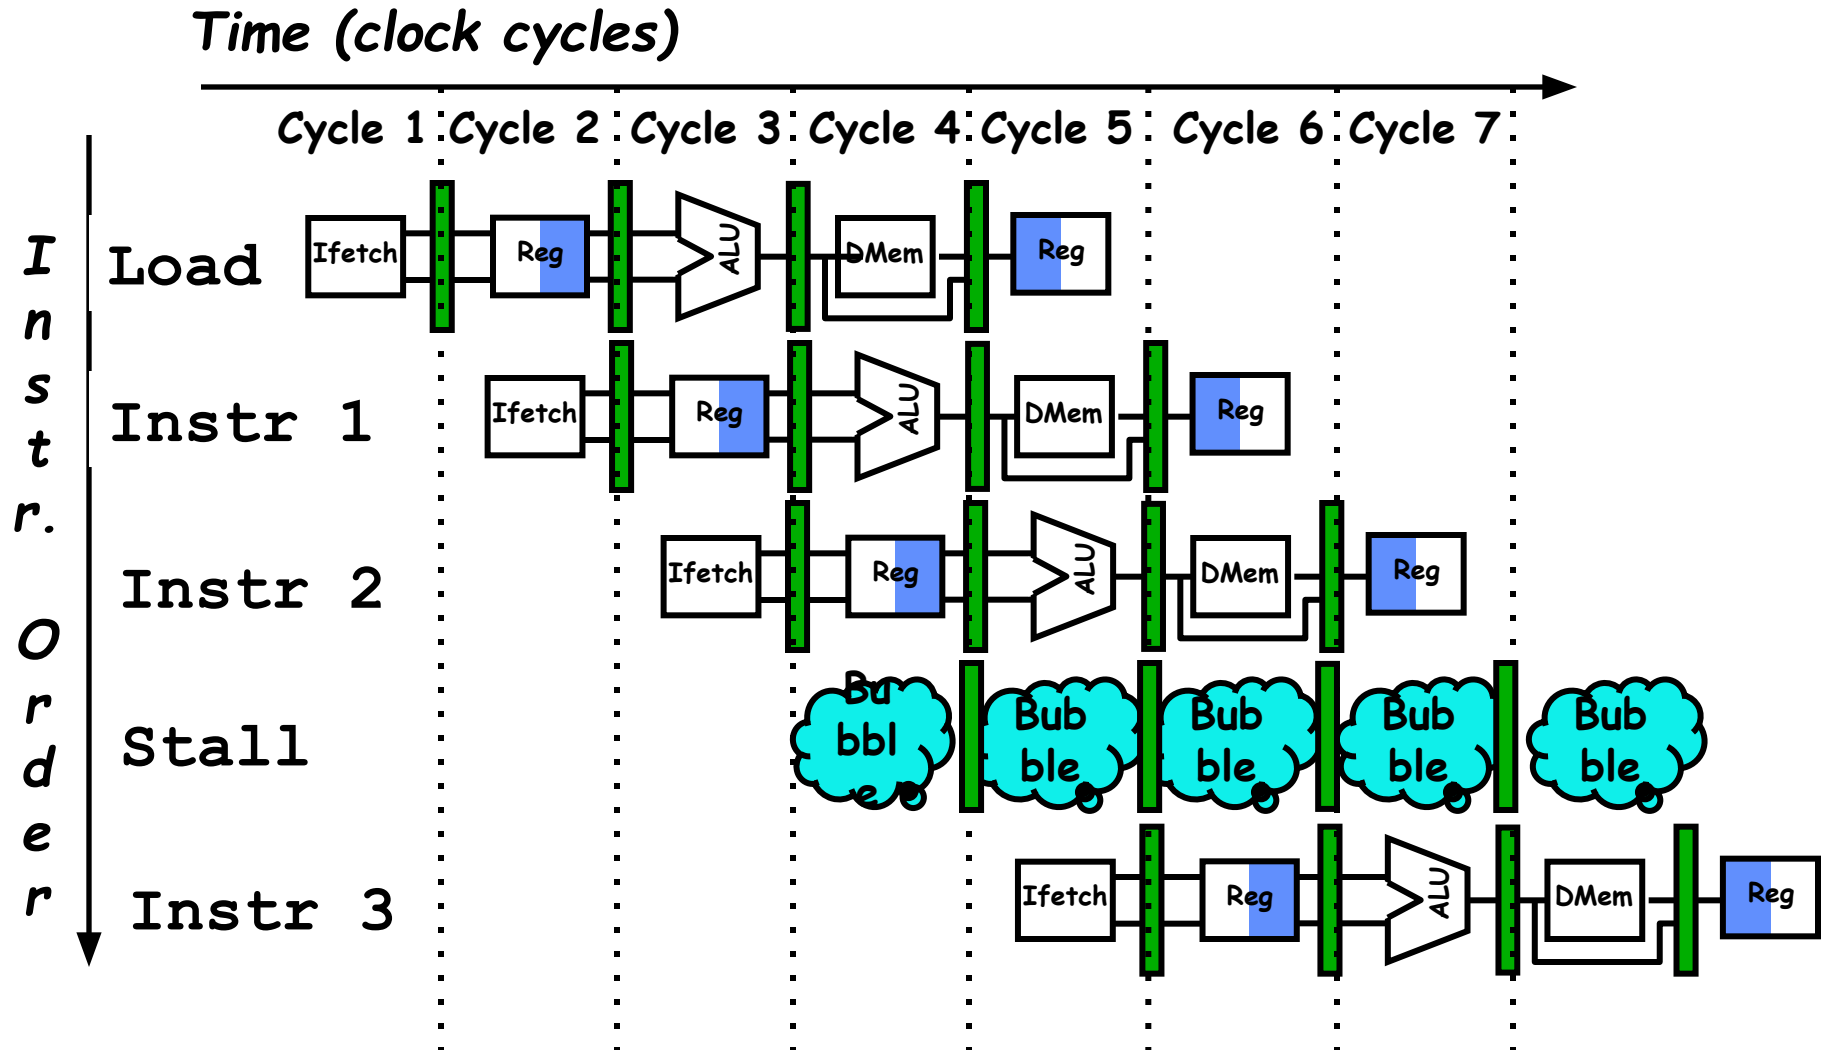 Time (clock cycles)
Cycle 1 Cycle 2 Cycle 3 Cycle 4 Cycle 5 Cycle 6 Cycle 7
Instr. Order
Load
Ifetch Reg ALU DMem Reg
Instr 1
Ifetch Reg ALU DMem Reg
Instr 2
Ifetch Reg ALU DMem Reg
Stall
Bu
bbl
e
Bub
ble
Bub
ble
Bub
ble
Bub
ble
Instr 3
Ifetch Reg ALU DMem Reg